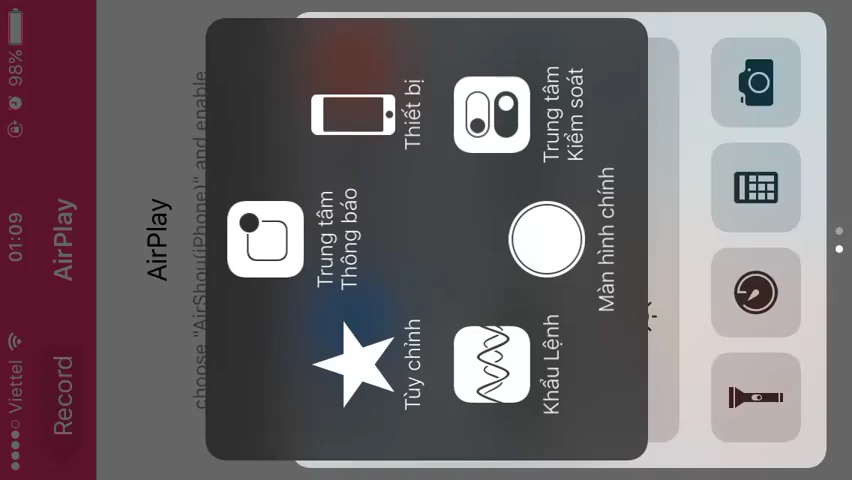 Viettel
01:09
98%
Record
AirPlay
AirPlay
choose "AirShou(iPhone)" and enable
Trung tâm
Thông báo
Tùy chỉnh
Thiết bị
Khẩu Lệnh
Trung tâm
Kiểm soát
Màn hình chính